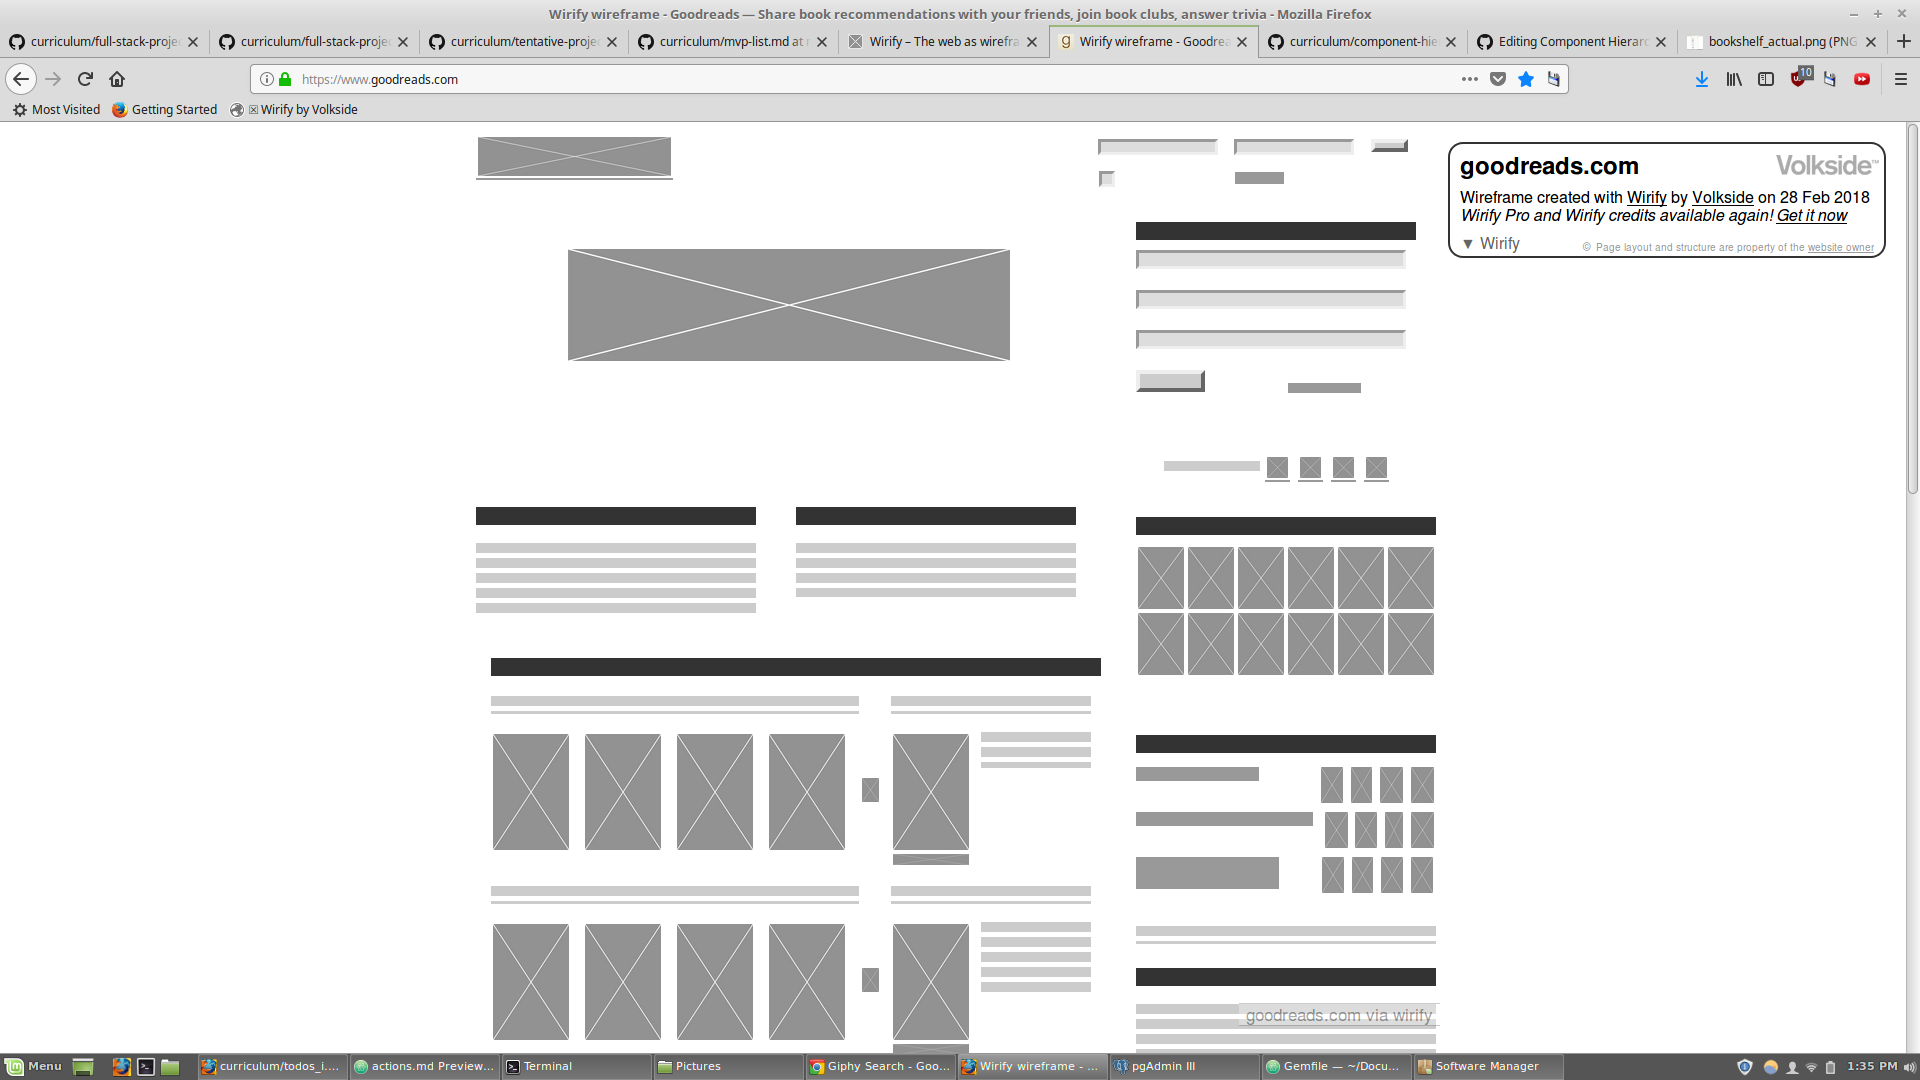 Wirify wireframe - Goodreads — Share book recommendations with your friends, join book clubs, answer trivia - Mozilla Firefox
curriculum/full-stack-proje
curriculum/full-stack-proje
curriculum/tentative-proje
curriculum/mvp-list.md at
Wirify – The web as wirefra
Wirify wireframe - Goodrea
curriculum/component-hie
Editing Component Hierar
bookshelf_actual.png (PNG
https://www.goodreads.com
10
Most Visited
Getting Started
Wirify by Volkside
goodreads.com
Volkside™
Wireframe created with Wirify by Volkside on 28 Feb 2018
Wirify Pro and Wirify credits available again! Get it now
▼ Wirify
© Page layout and structure are property of the website owner
goodreads.com via wirify
Menu
curriculum/todos_i....
actions.md Preview...
Terminal
Pictures
Giphy Search - Goo...
Wirify wireframe - ...
pgAdmin III
Gemfile — ~/Docu...
Software Manager
1:35 PM